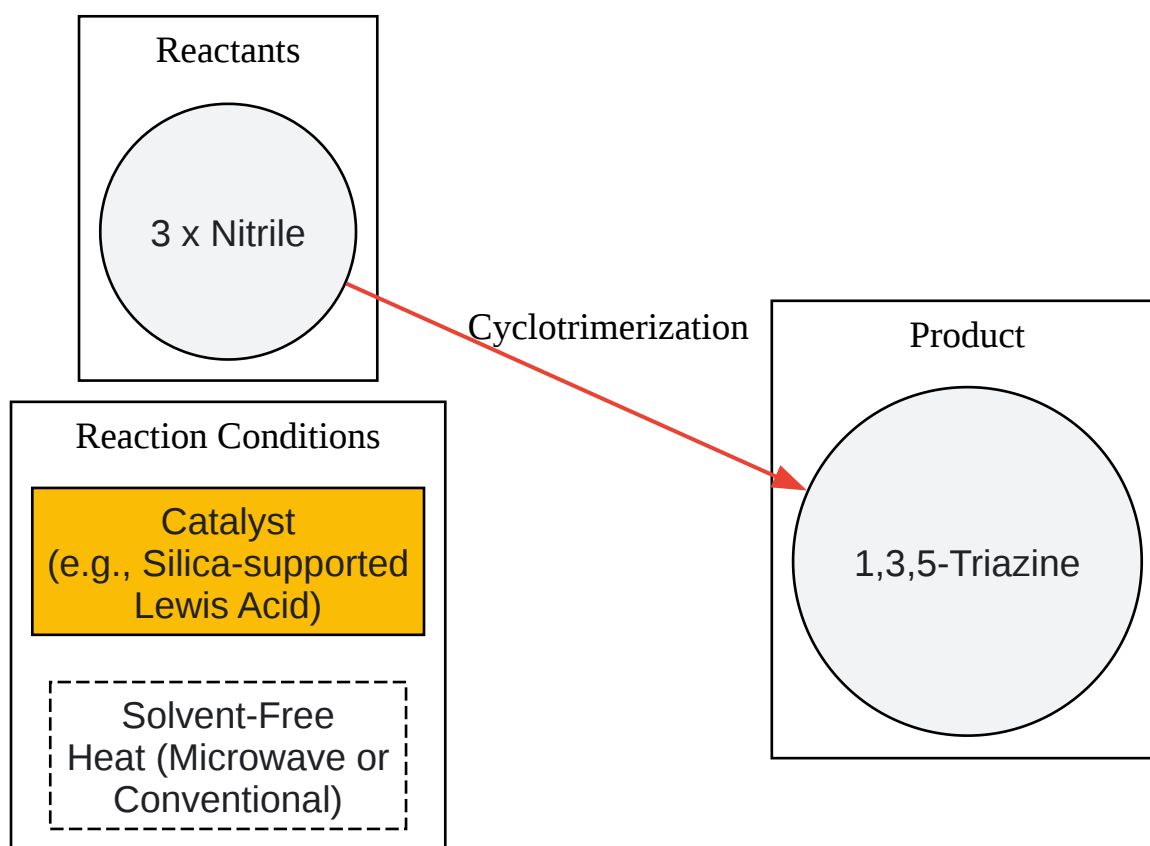 Reactants
3 x Nitrile
Cyclotrimerization
Product
1,3,5-Triazine
Reaction Conditions
Catalyst
(e.g., Silica-supported
Lewis Acid)
Solvent-Free
Heat (Microwave or
Conventional)